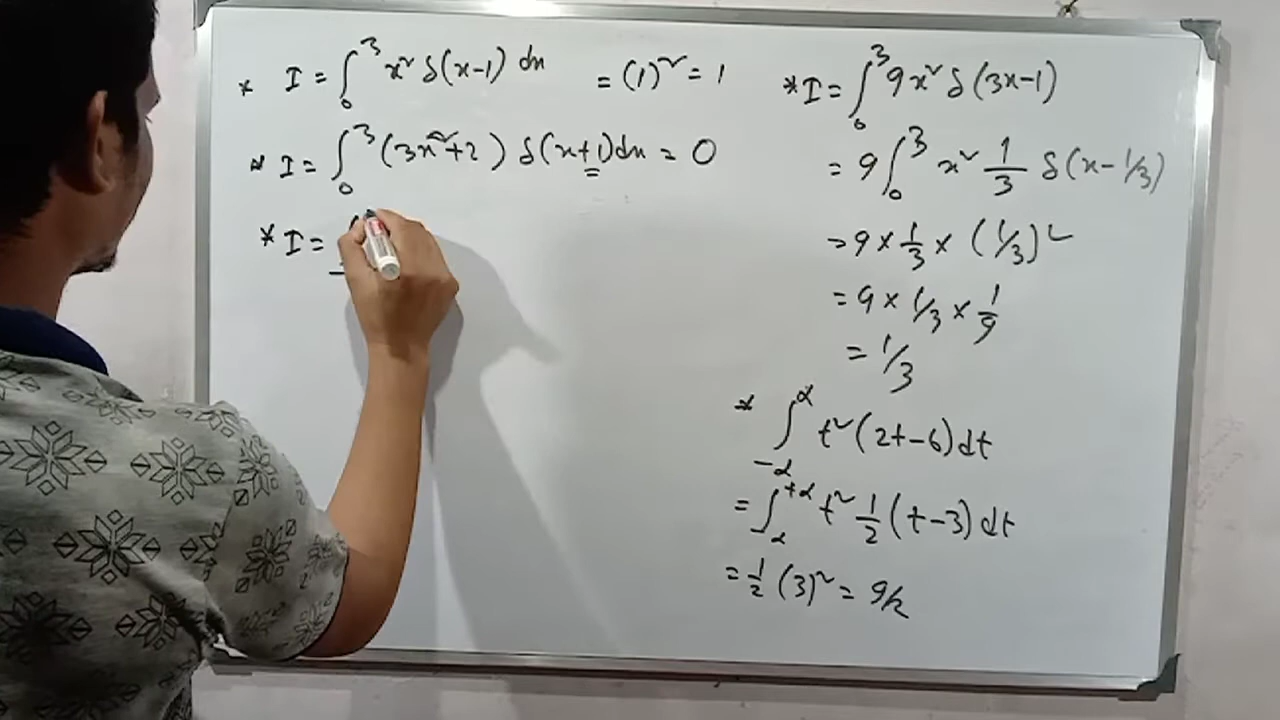 * I = ∫₀³ x² δ(x-1) dx = (1)² = 1
* I = ∫₀³ (3x²+2) δ(x+1)dx = 0
* I =
* I = ∫₀³ 9x² δ(3x-1)
= 9 ∫₀³ x² 1/3 δ(x-1/3)
= 9 × 1/3 × (1/3)²
= 9 × 1/3 × 1/9
= 1/3
* ∫_{-α}^{α} t² (2t-6) dt
= ∫_{-α}^{+α} t² 1/2 (t-3) dt
= 1/2 (3)² = 9/2